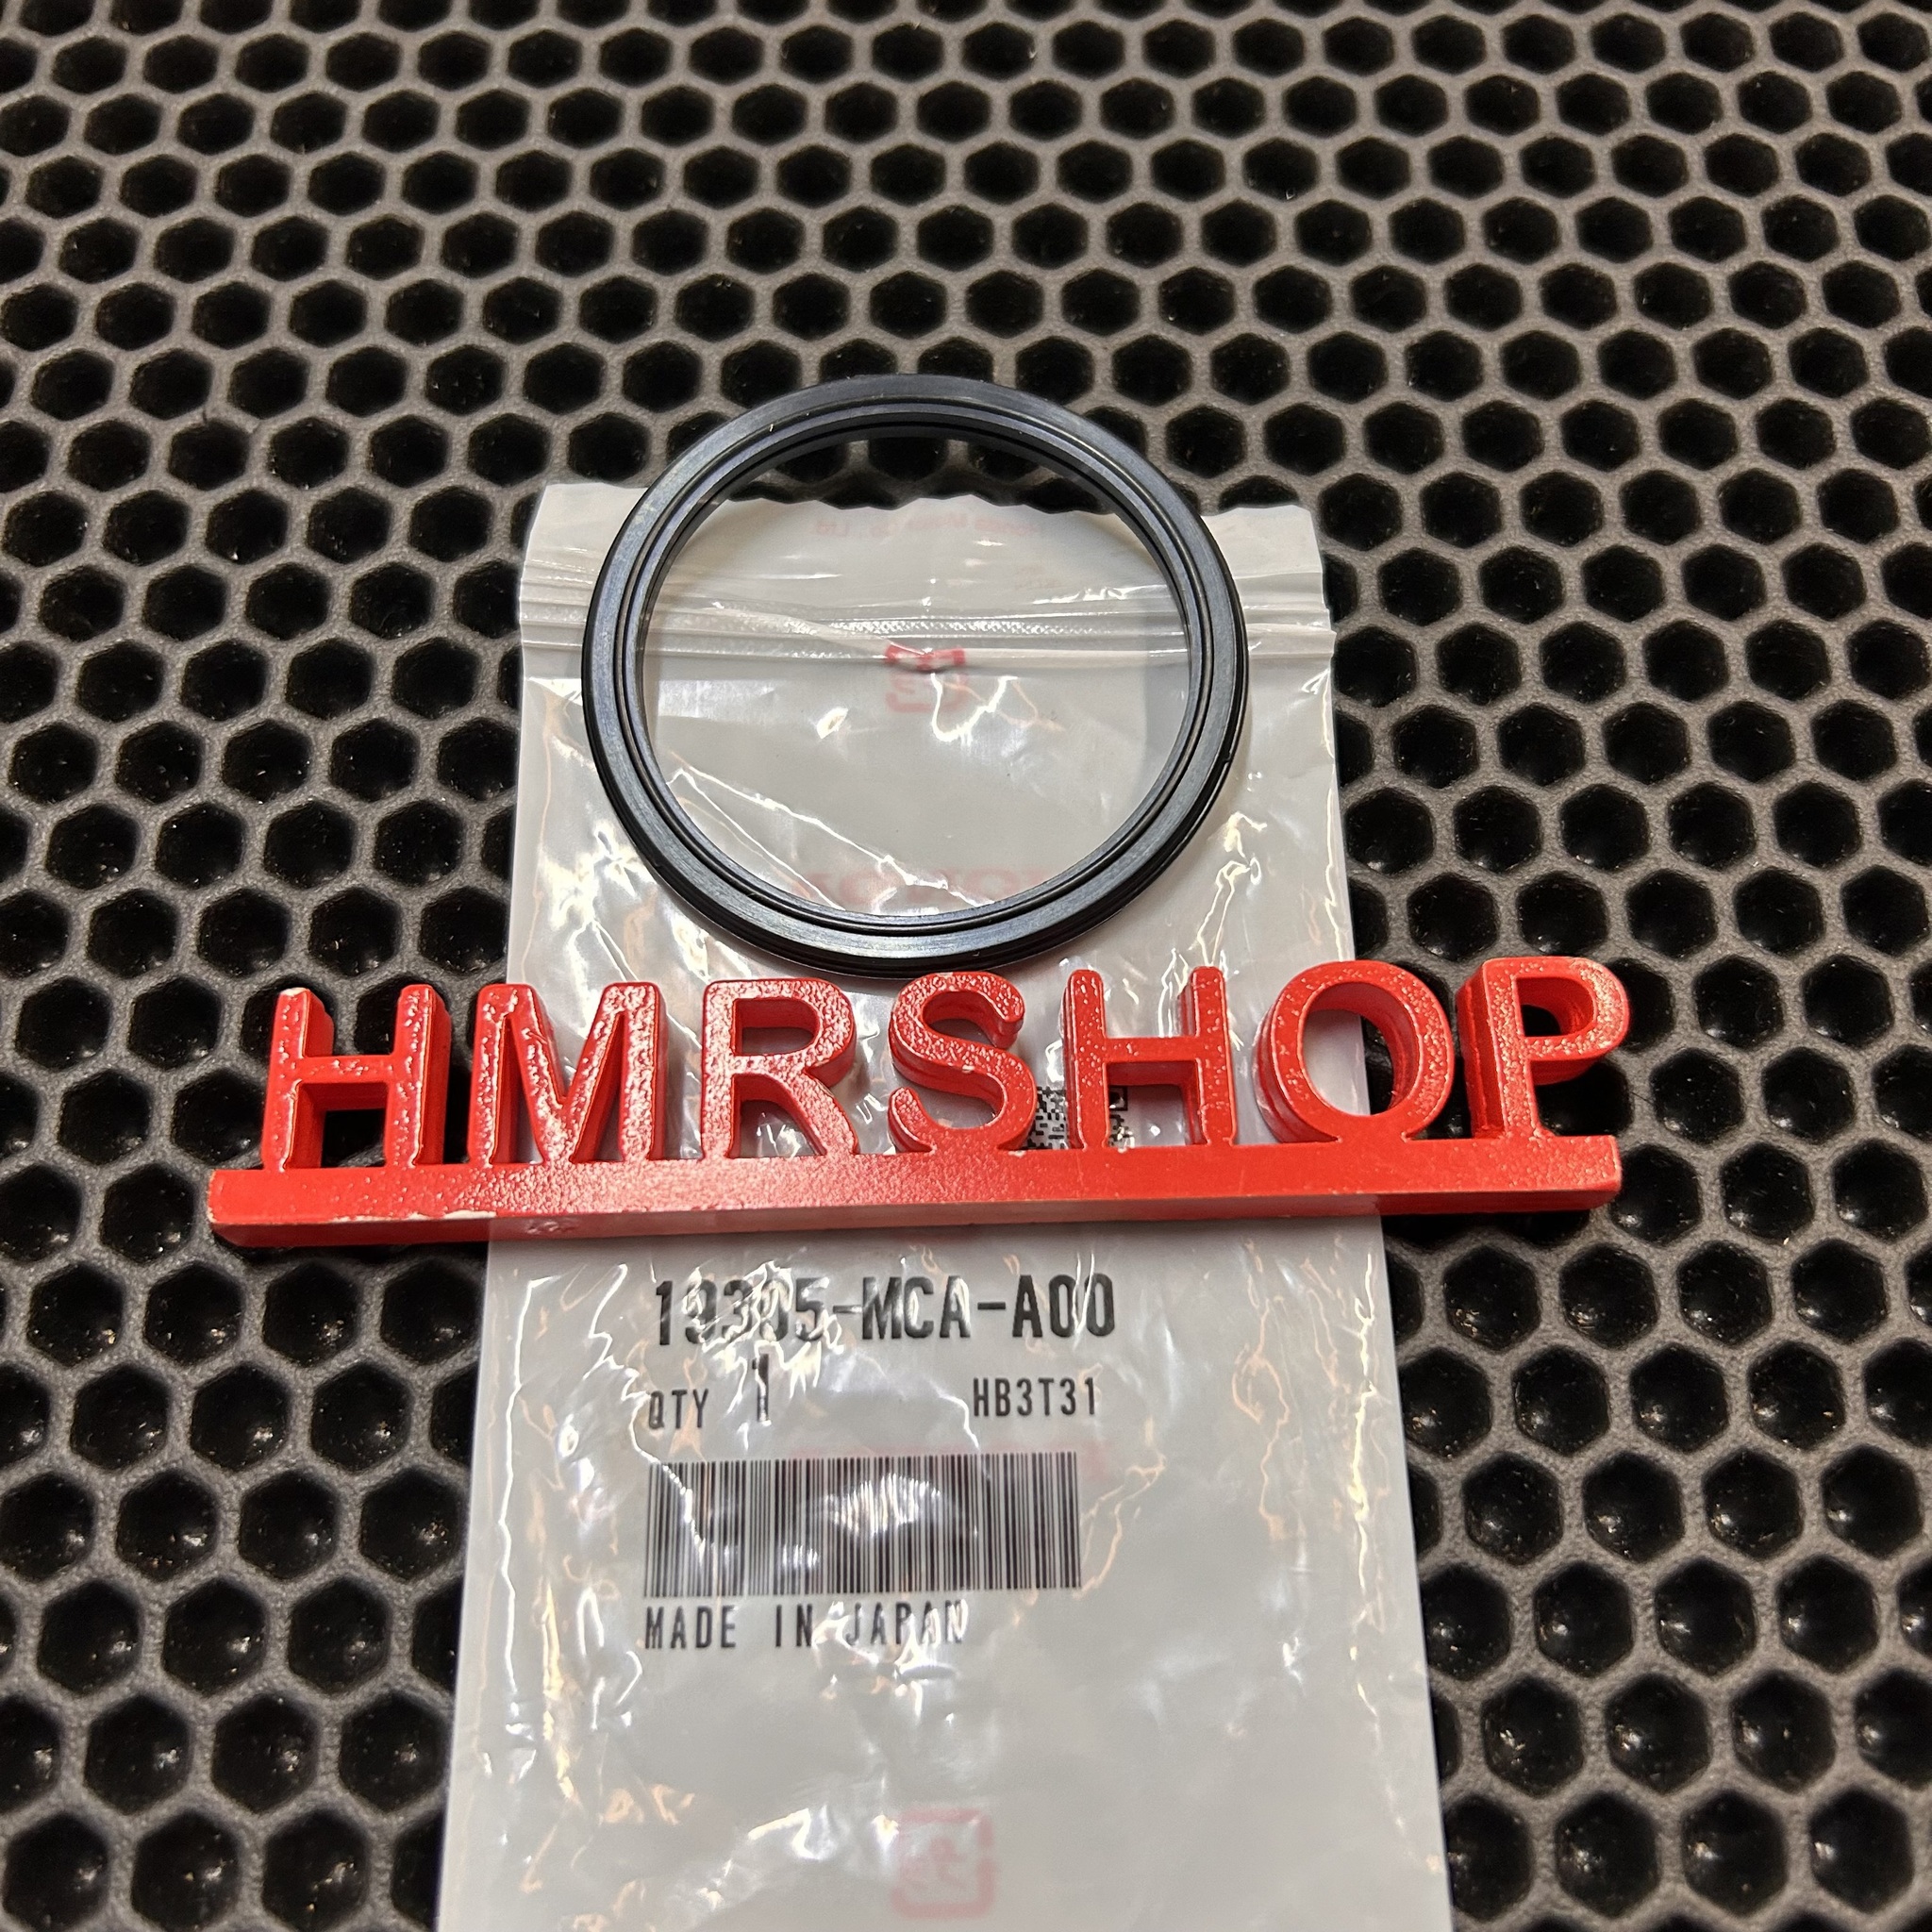 HMRSHOP
19305-MCA-A00
QTY 1 HB3T31
MADE IN JAPAN